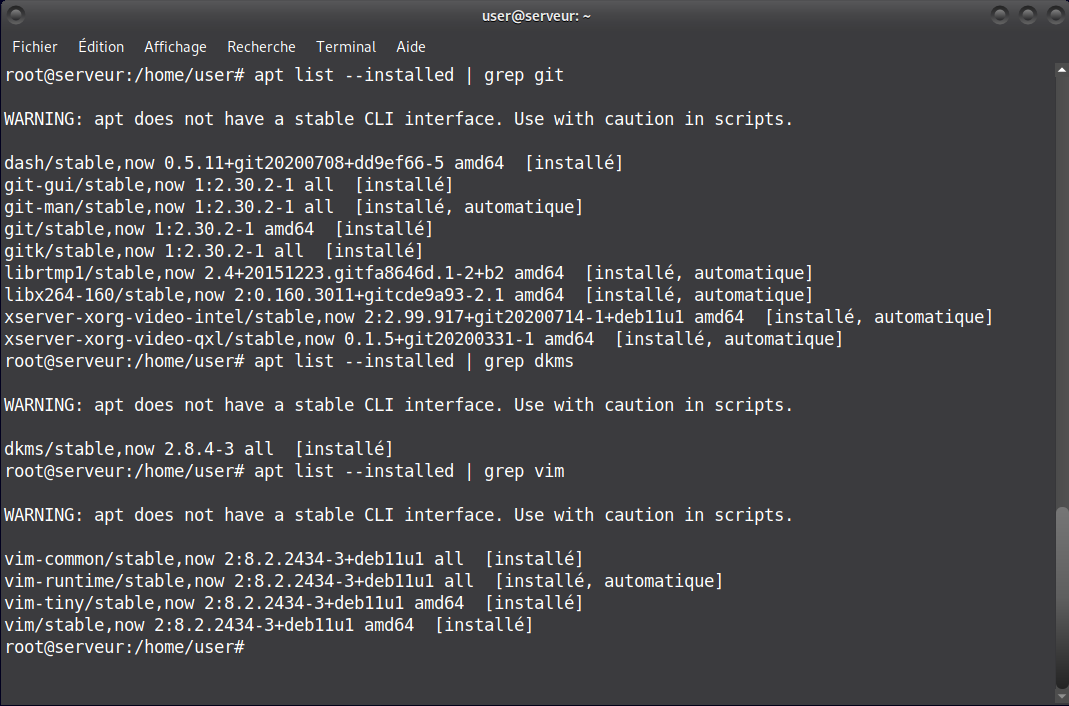 user@serveur: ~
Fichier Édition Affichage Recherche Terminal Aide
root@serveur:/home/user# apt list --installed | grep git
WARNING: apt does not have a stable CLI interface. Use with caution in scripts.
dash/stable,now 0.5.11+git20200708+dd9ef66-5 amd64  [installé]
git-gui/stable,now 1:2.30.2-1 all  [installé]
git-man/stable,now 1:2.30.2-1 all  [installé, automatique]
git/stable,now 1:2.30.2-1 amd64  [installé]
gitk/stable,now 1:2.30.2-1 all  [installé]
librtmp1/stable,now 2.4+20151223.gitfa8646d.1-2+b2 amd64  [installé, automatique]
libx264-160/stable,now 2:0.160.3011+gitcde9a93-2.1 amd64  [installé, automatique]
xserver-xorg-video-intel/stable,now 2:2.99.917+git20200714-1+deb11u1 amd64  [installé, automatique]
xserver-xorg-video-qxl/stable,now 0.1.5+git20200331-1 amd64  [installé, automatique]
root@serveur:/home/user# apt list --installed | grep dkms
WARNING: apt does not have a stable CLI interface. Use with caution in scripts.
dkms/stable,now 2.8.4-3 all  [installé]
root@serveur:/home/user# apt list --installed | grep vim
WARNING: apt does not have a stable CLI interface. Use with caution in scripts.
vim-common/stable,now 2:8.2.2434-3+deb11u1 all  [installé]
vim-runtime/stable,now 2:8.2.2434-3+deb11u1 all  [installé, automatique]
vim-tiny/stable,now 2:8.2.2434-3+deb11u1 amd64  [installé]
vim/stable,now 2:8.2.2434-3+deb11u1 amd64  [installé]
root@serveur:/home/user#